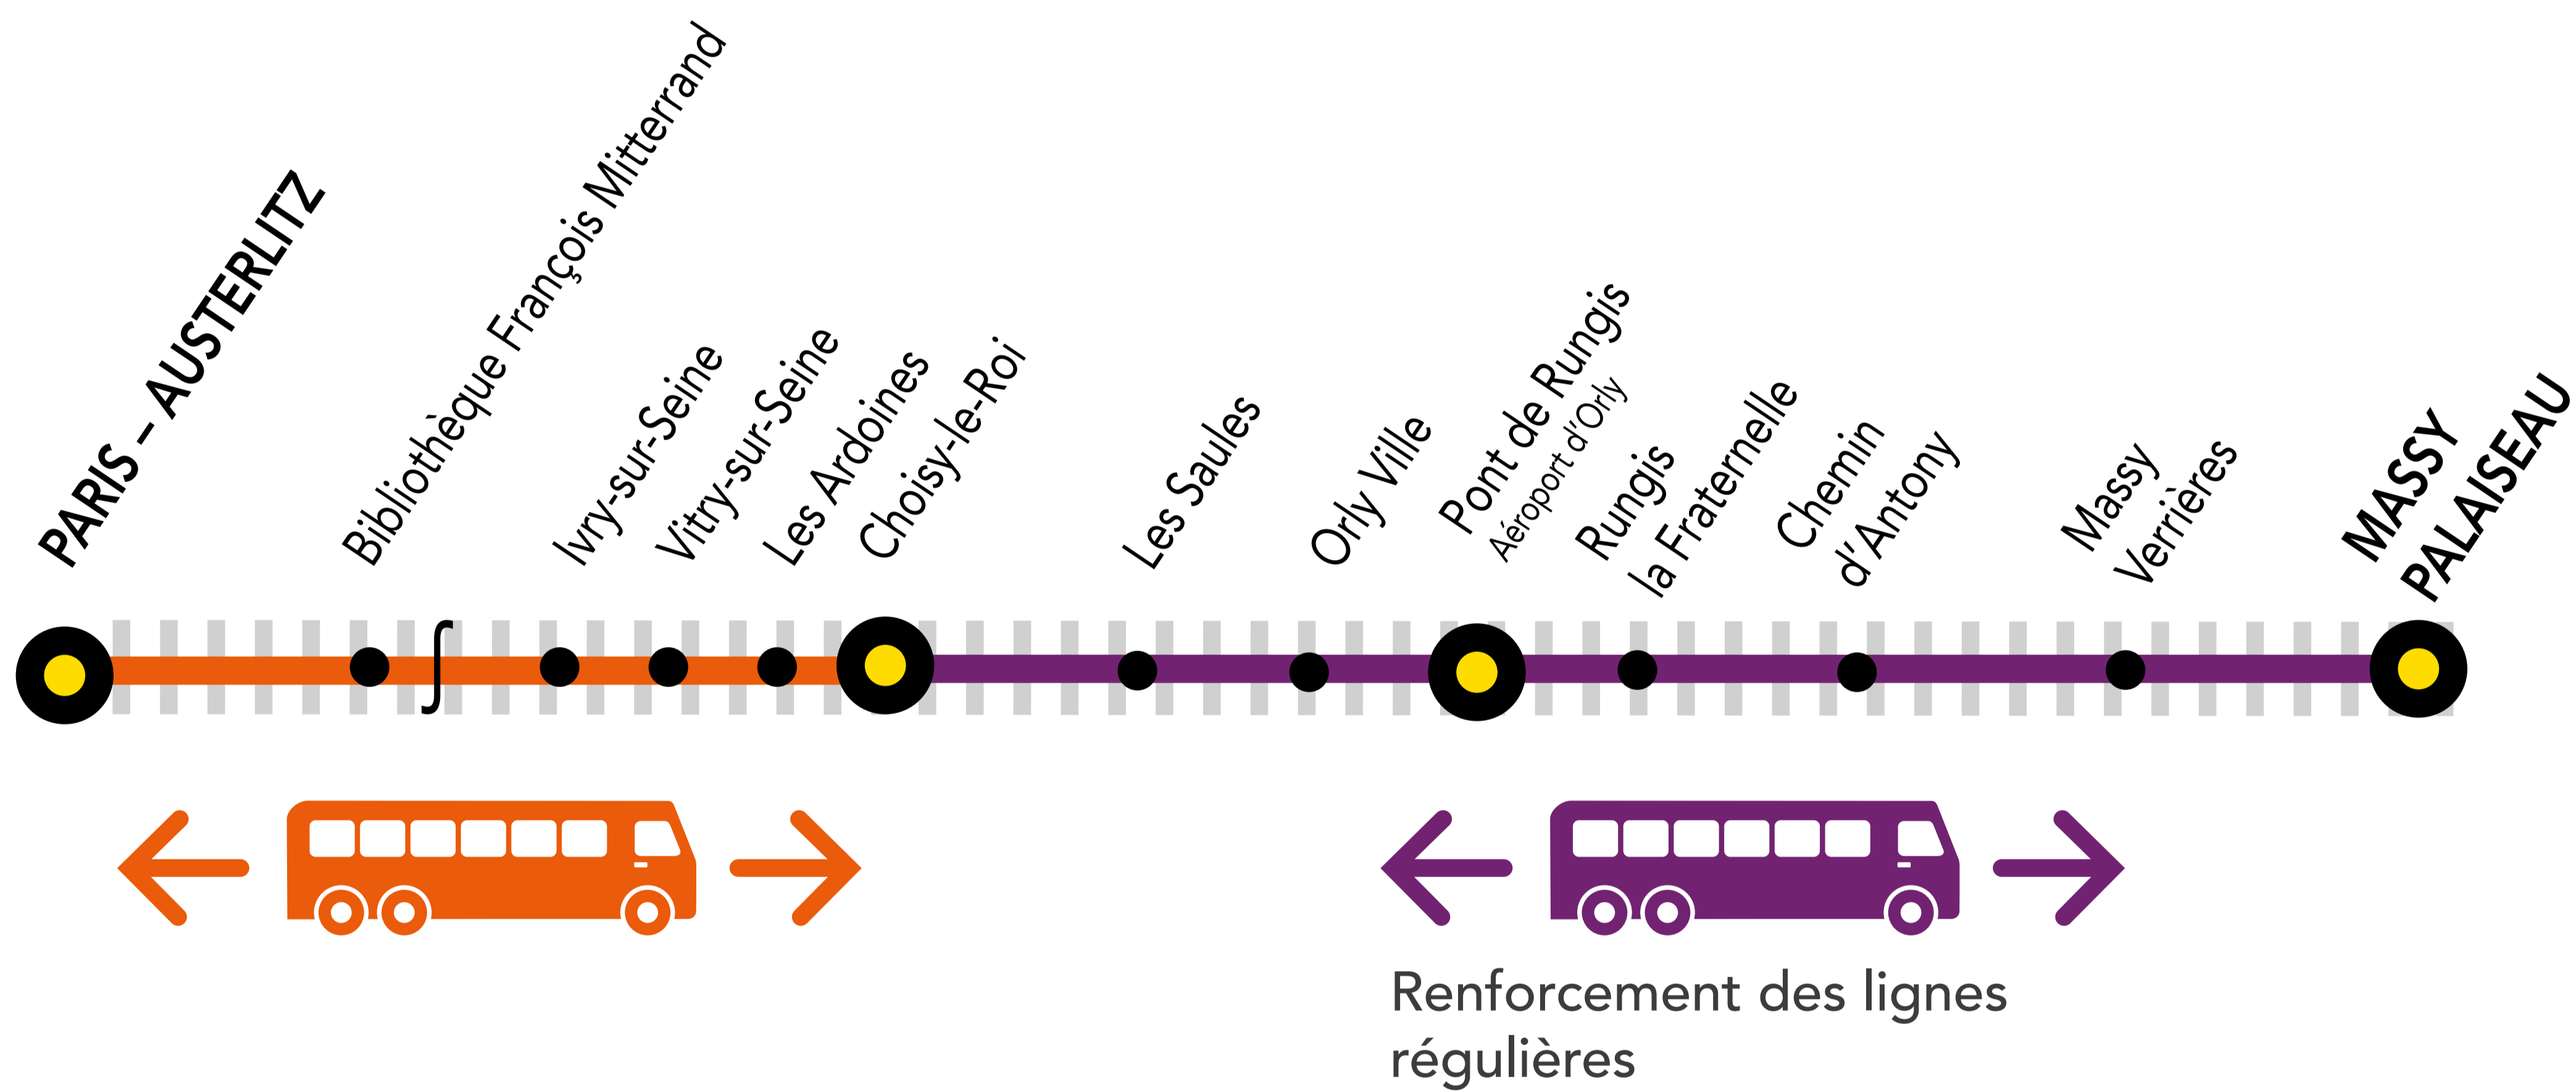 PARIS – AUSTERLITZ
Bibliothèque François Mitterrand
Ivry-sur-Seine
Vitry-sur-Seine
Les Ardoines
Choisy-le-Roi
Les Saules
Orly Ville
Pont de Rungis
Aéroport d'Orly
Rungis
la Fraternelle
Chemin
d'Antony
Massy
Verrières
MASSY
PALAISEAU
Renforcement des lignes
régulières